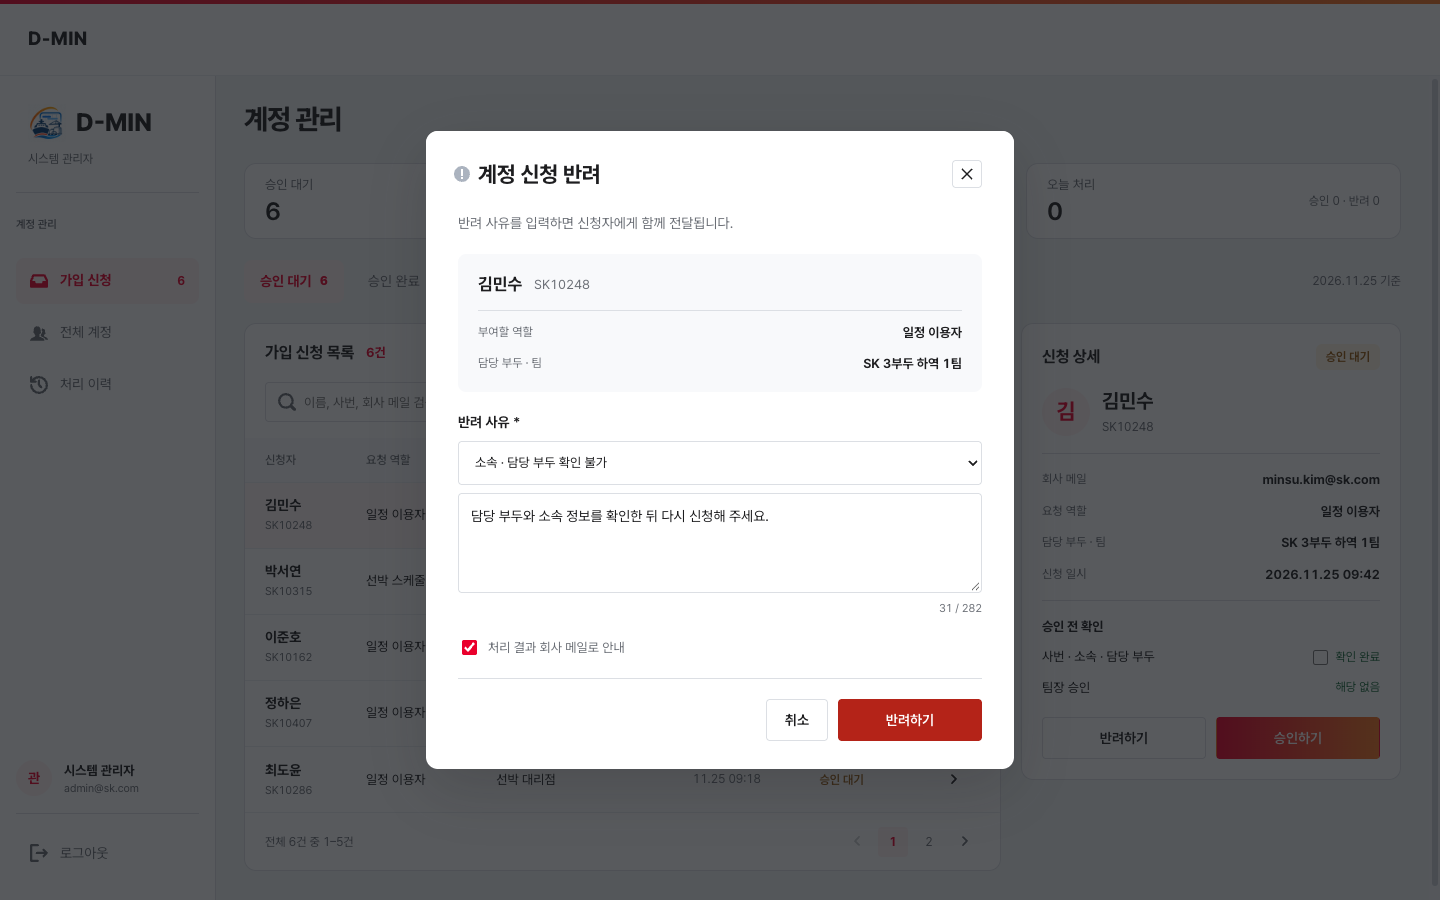 D-MIN
D-MIN
시스템 관리자
계정 관리
가입 신청 6
전체 계정
처리 이력
관 시스템 관리자
admin@sk.com
로그아웃
계정 관리
승인 대기
6
오늘 처리
0
승인 0 · 반려 0
승인 대기 6 승인 완료
2026.11.25 기준
가입 신청 목록 6건
이름, 사번, 회사 메일 검
신청자 요청 역할
김민수
SK10248
일정 이용자
박서연
SK10315
선박 스케줄
이준호
SK10162
일정 이용자
정하은
SK10407
일정 이용자
최도윤
SK10286
일정 이용자 선박 대리점 11.25 09:18 승인 대기
전체 6건 중 1–5건
1 2
계정 신청 반려
반려 사유를 입력하면 신청자에게 함께 전달됩니다.
김민수 SK10248
부여할 역할 일정 이용자
담당 부두 · 팀 SK 3부두 하역 1팀
반려 사유 *
소속 · 담당 부두 확인 불가
담당 부두와 소속 정보를 확인한 뒤 다시 신청해 주세요.
31 / 282
처리 결과 회사 메일로 안내
취소 반려하기
신청 상세 승인 대기
김 김민수
SK10248
회사 메일 minsu.kim@sk.com
요청 역할 일정 이용자
담당 부두 · 팀 SK 3부두 하역 1팀
신청 일시 2026.11.25 09:42
승인 전 확인
사번 · 소속 · 담당 부두 확인 완료
팀장 승인 해당 없음
반려하기 승인하기